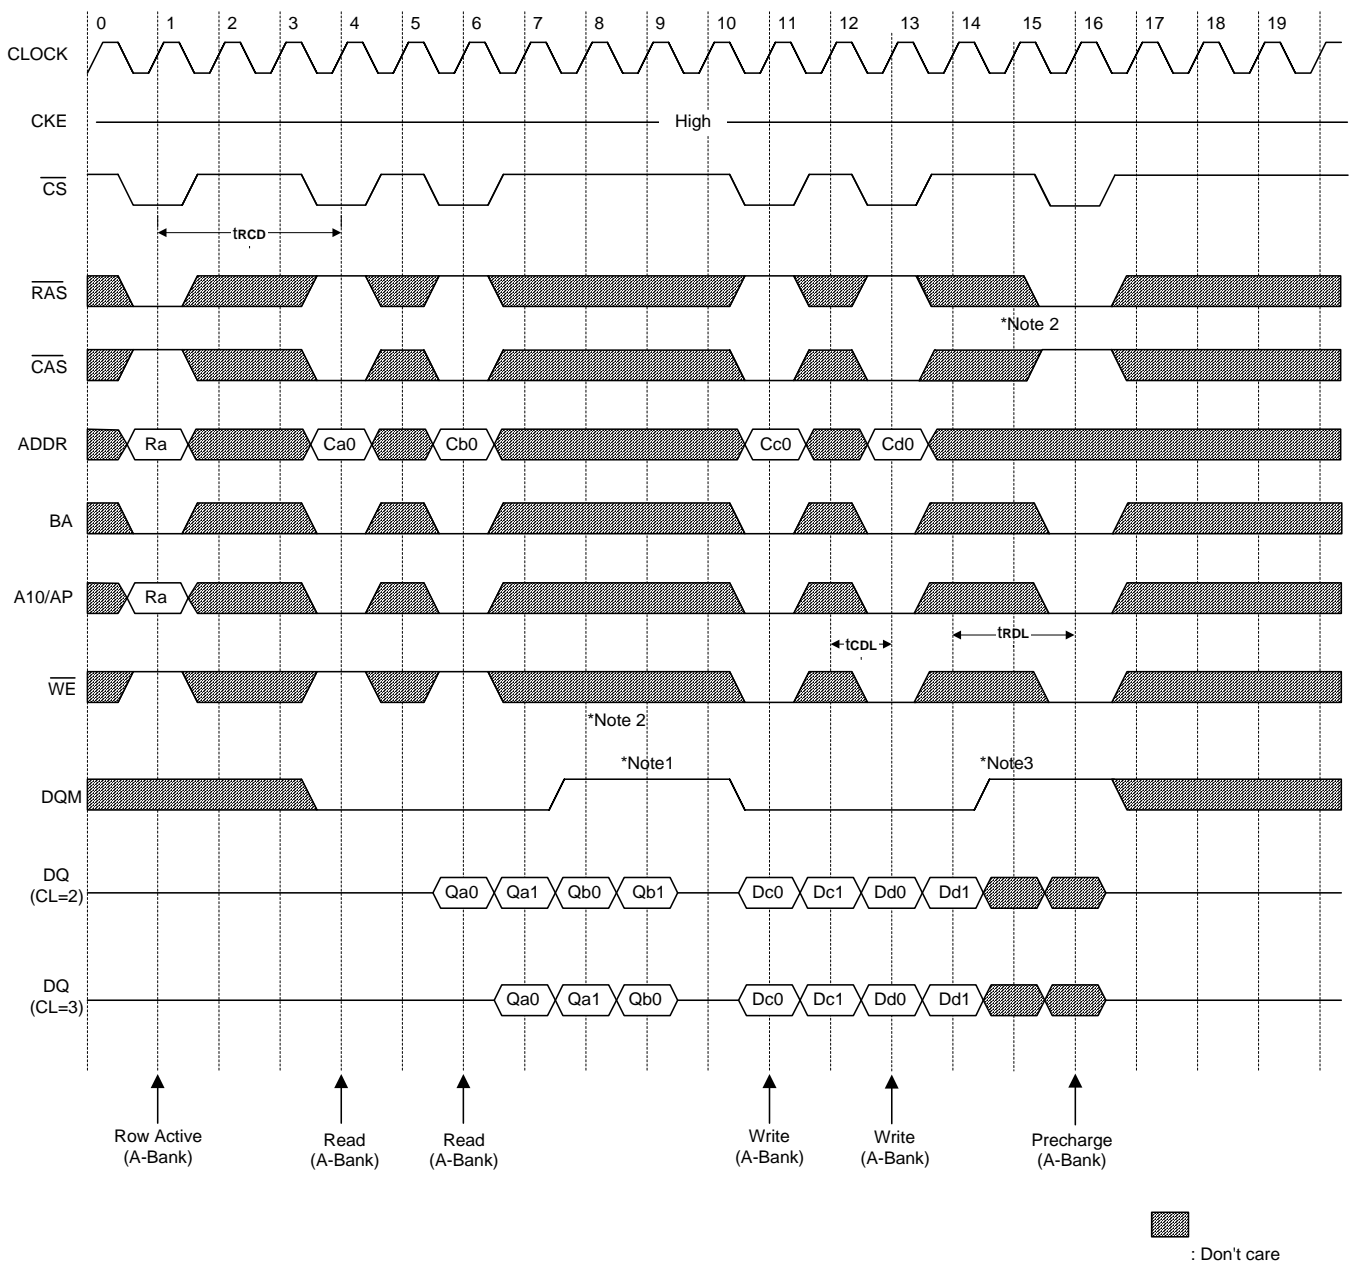 0 1 2 3 4 5 6 7 8 9 10 11 12 13 14 15 16 17 18 19
CLOCK
CKE High
CS
tRCD
RAS
*Note 2
CAS
ADDR Ra Ca0 Cb0 Cc0 Cd0
BA
A10/AP Ra
tCDL tRDL
WE
*Note 2
*Note1 *Note3
DQM
DQ
(CL=2) Qa0 Qa1 Qb0 Qb1 Dc0 Dc1 Dd0 Dd1
DQ
(CL=3) Qa0 Qa1 Qb0 Dc0 Dc1 Dd0 Dd1
Row Active
(A-Bank)
Read
(A-Bank)
Read
(A-Bank)
Write
(A-Bank)
Write
(A-Bank)
Precharge
(A-Bank)
: Don't care